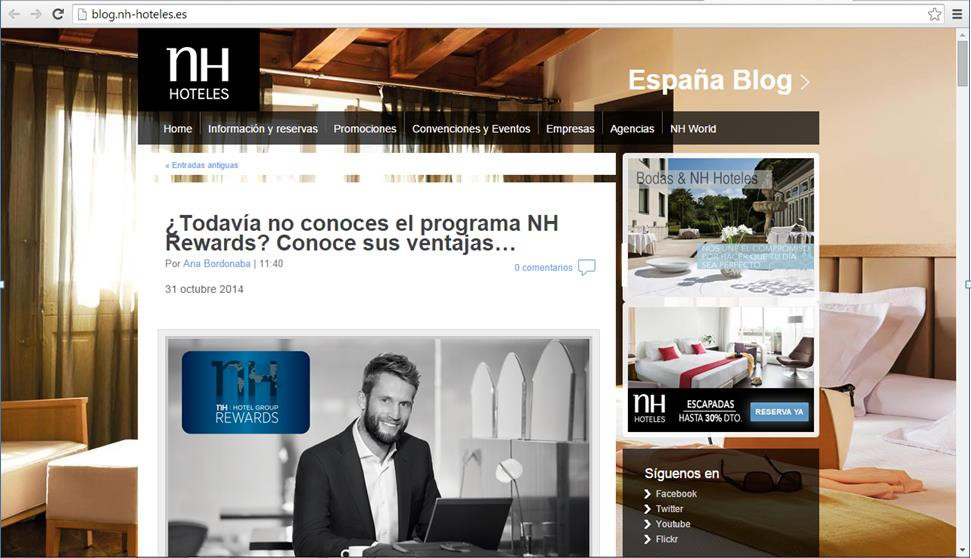 blog.nh-hoteles.es
NH
HOTELES
España Blog
Home Información y reservas Promociones Convenciones y Eventos Empresas Agencias NH World
« Entradas antiguas
¿Todavía no conoces el programa NH
Rewards? Conoce sus ventajas…
Por Ana Bordonaba | 11:40
0 comentarios
31 octubre 2014
nH
nH | HOTEL GROUP
REWARDS
Bodas & NH Hoteles
NOS UNE EL COMPROMISO
POR HACER QUE TU DÍA
SEA PERFECTO
NH
HOTELES
ESCAPADAS
HASTA 30% DTO.
RESERVA YA
Síguenos en
Facebook
Twitter
Youtube
Flickr